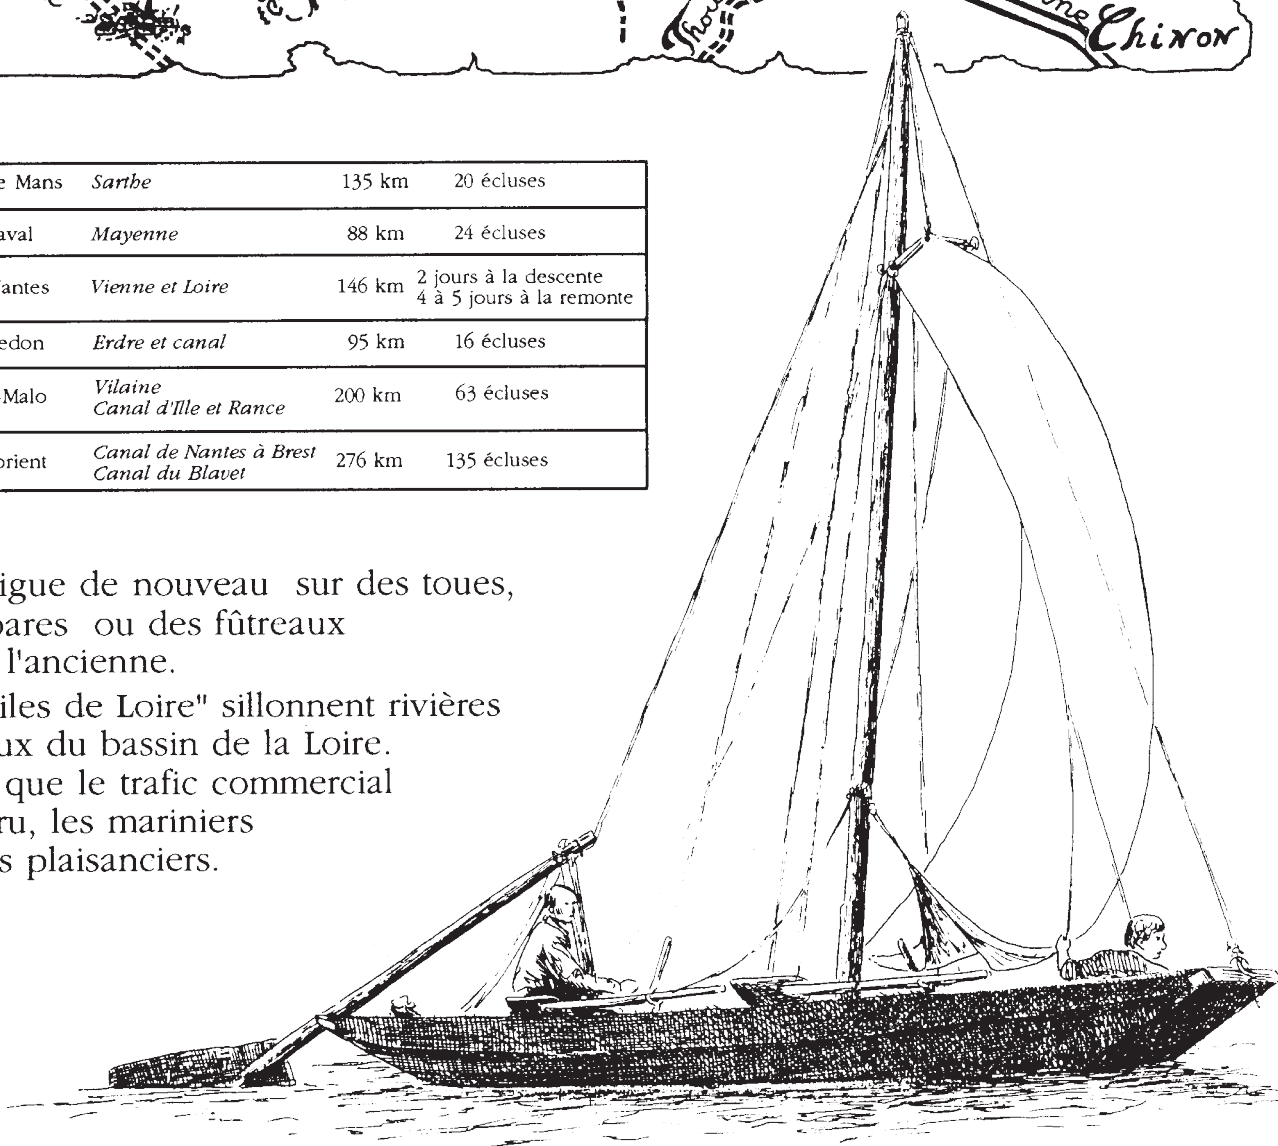 Chinon
e Mans Sarthe 135 km 20 écluses
aval Mayenne 88 km 24 écluses
antes Vienne et Loire 146 km 2 jours à la descente
4 à 5 jours à la remonte
edon Erdre et canal 95 km 16 écluses
Malo Vilaine 200 km 63 écluses
Canal d'Ille et Rance
orient Canal de Nantes à Brest 276 km 135 écluses
Canal du Blavet
igue de nouveau sur des toues,
pares ou des fûtreaux
l'ancienne.
iles de Loire" sillonnent rivières
ux du bassin de la Loire.
que le trafic commercial
ru, les mariniers
s plaisanciers.